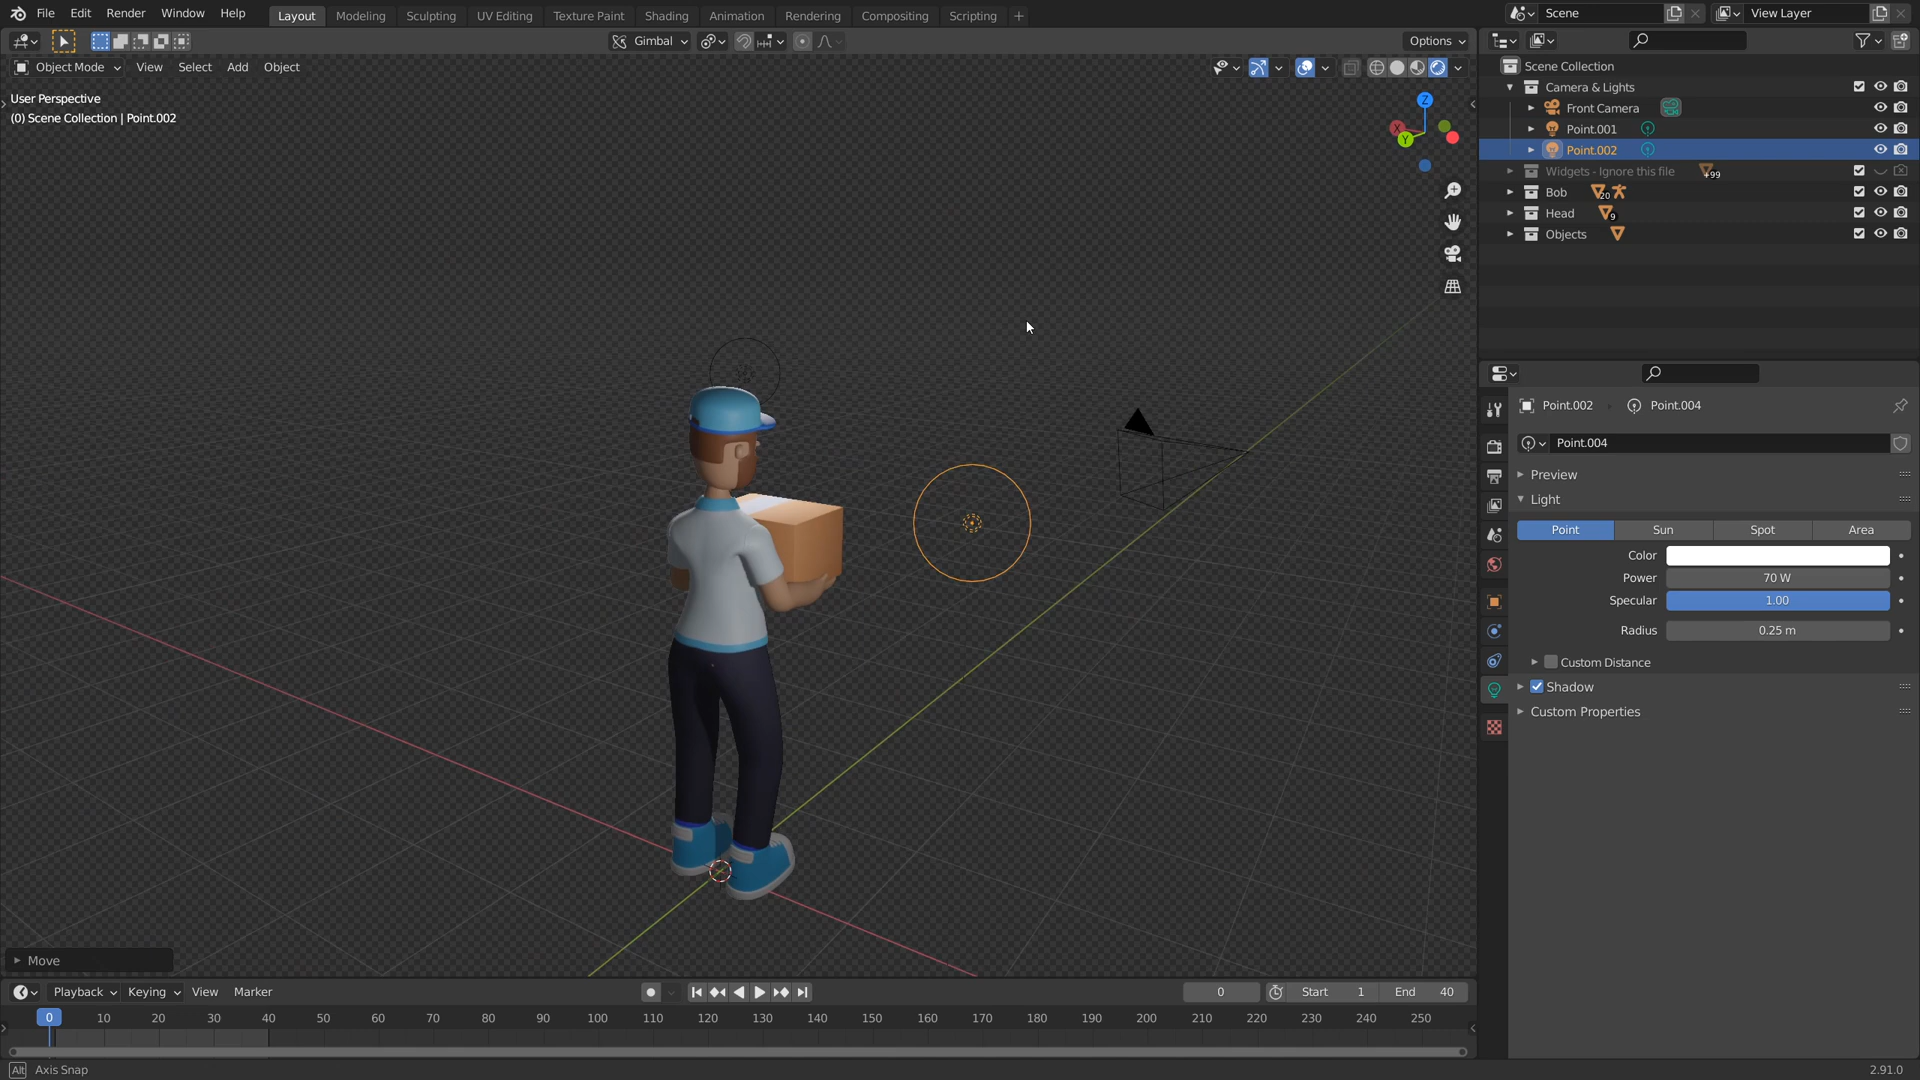 File Edit Render Window Help Layout Modeling Sculpting UV Editing Texture Paint Shading Animation Rendering Compositing Scripting + Scene View Layer
Gimbal Options
Object Mode View Select Add Object
User Perspective
(0) Scene Collection | Point.002
Z
X
Y
Move
Playback Keying View Marker 0 Start 1 End 40
0 10 20 30 40 50 60 70 80 90 100 110 120 130 140 150 160 170 180 190 200 210 220 230 240 250
Alt Axis Snap 2.91.0
Scene Collection
Camera & Lights
Front Camera
Point.001
Point.002
Widgets - Ignore this file +99
Bob 20
Head 9
Objects
Point.002 Point.004
Point.004
Preview
Light
Point Sun Spot Area
Color
Power 70 W
Specular 1.00
Radius 0.25 m
Custom Distance
Shadow
Custom Properties